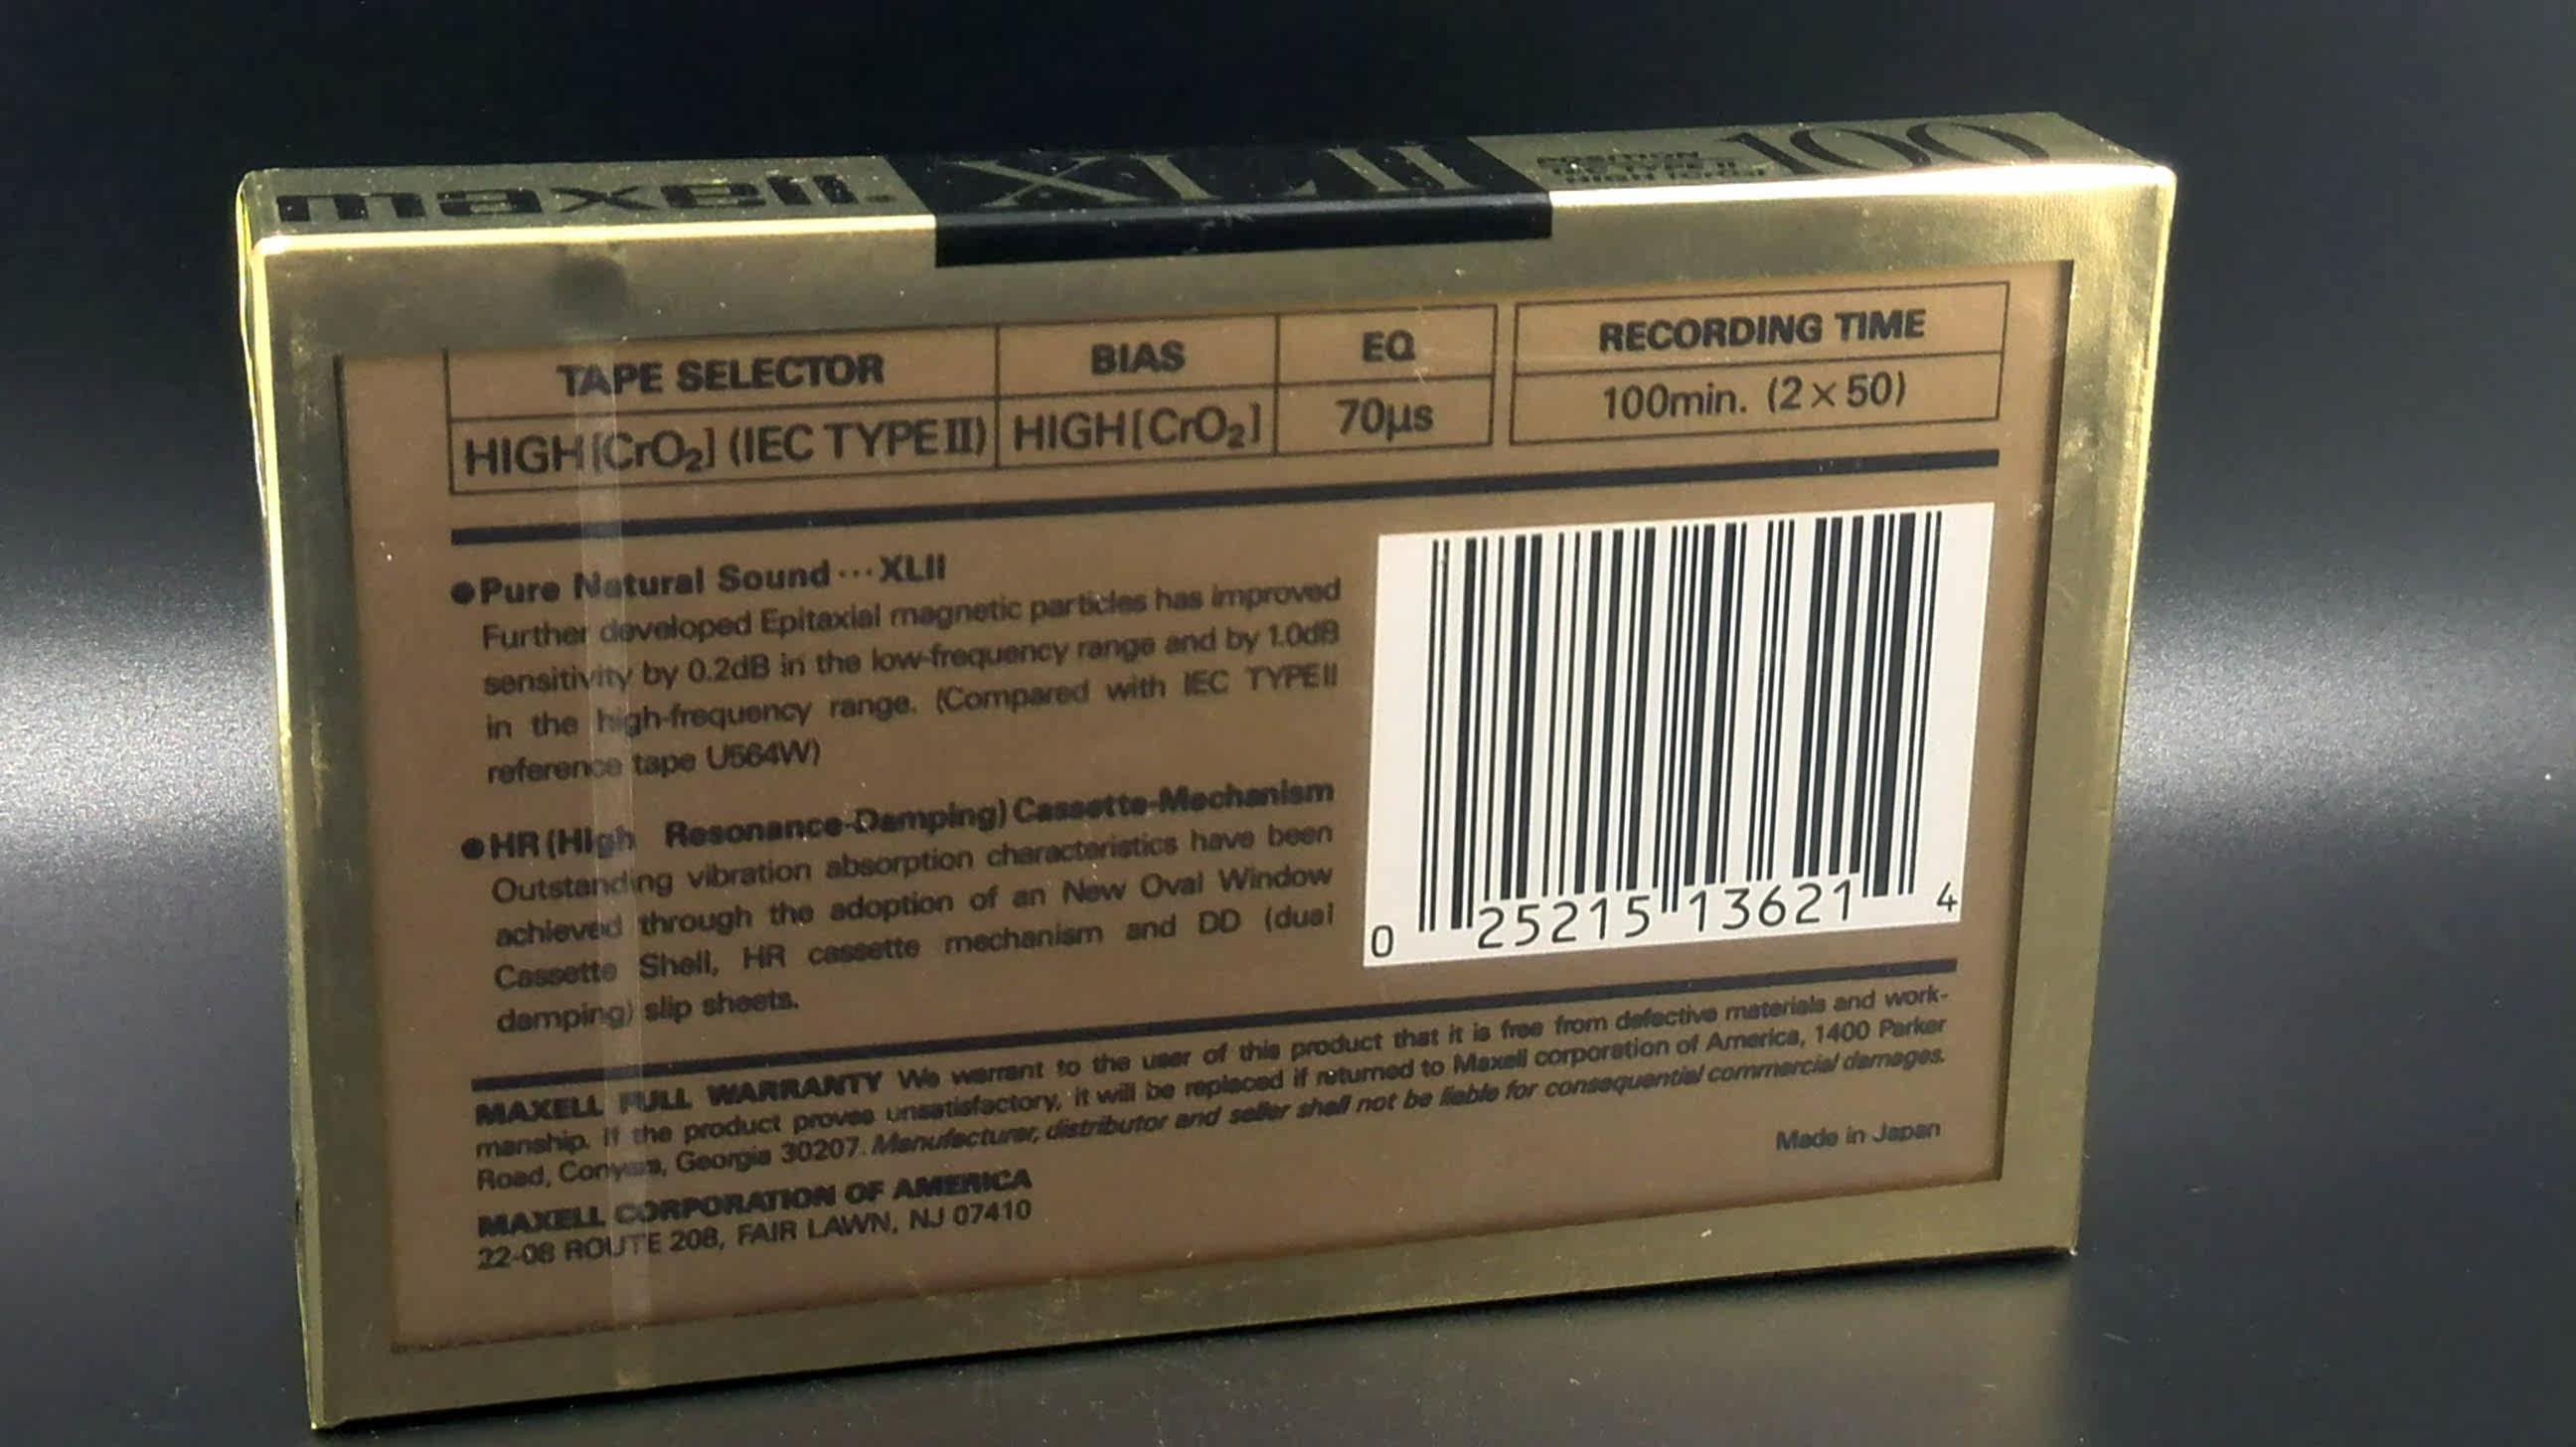 maxell. XLII POSITION IEC TYPE II HIGH (CrO2) 100
TAPE SELECTOR BIAS EQ RECORDING TIME
HIGH [CrO₂] (IEC TYPE II) HIGH [CrO₂] 70µs 100min. (2×50)
●Pure Natural Sound···XLII
Further developed Epitaxial magnetic particles has improved
sensitivity by 0.2dB in the low-frequency range and by 1.0dB
in the high-frequency range. (Compared with IEC TYPE II
reference tape U564W)
●HR (High Resonance-Damping) Cassette-Mechanism
Outstanding vibration absorption characteristics have been
achieved through the adoption of an New Oval Window
Cassette Shell, HR cassette mechanism and DD (dual
damping) slip sheets.
0 25215 13621 4
MAXELL FULL WARRANTY We warrant to the user of this product that it is free from defective materials and work-
manship. If the product proves unsatisfactory, it will be replaced if returned to Maxell corporation of America, 1400 Parker
Road, Conyers, Georgia 30207. Manufacturer, distributor and seller shall not be liable for consequential commercial damages.
Made in Japan
MAXELL CORPORATION OF AMERICA
22-08 ROUTE 208, FAIR LAWN, NJ 07410